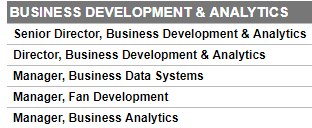 BUSINESS DEVELOPMENT & ANALYTICS
Senior Director, Business Development & Analytics
Director, Business Development & Analytics
Manager, Business Data Systems
Manager, Fan Development
Manager, Business Analytics